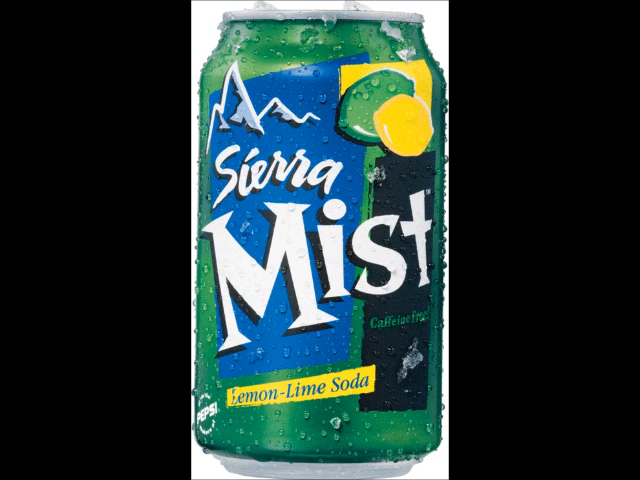 Sierra
Mist
Caffeine Free!
Lemon-Lime Soda
PEPSI